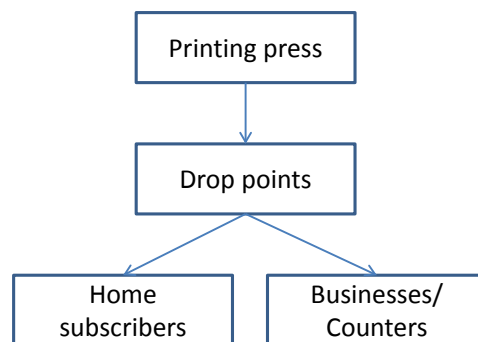 Printing press
Drop points
Home
subscribers
Businesses/
Counters